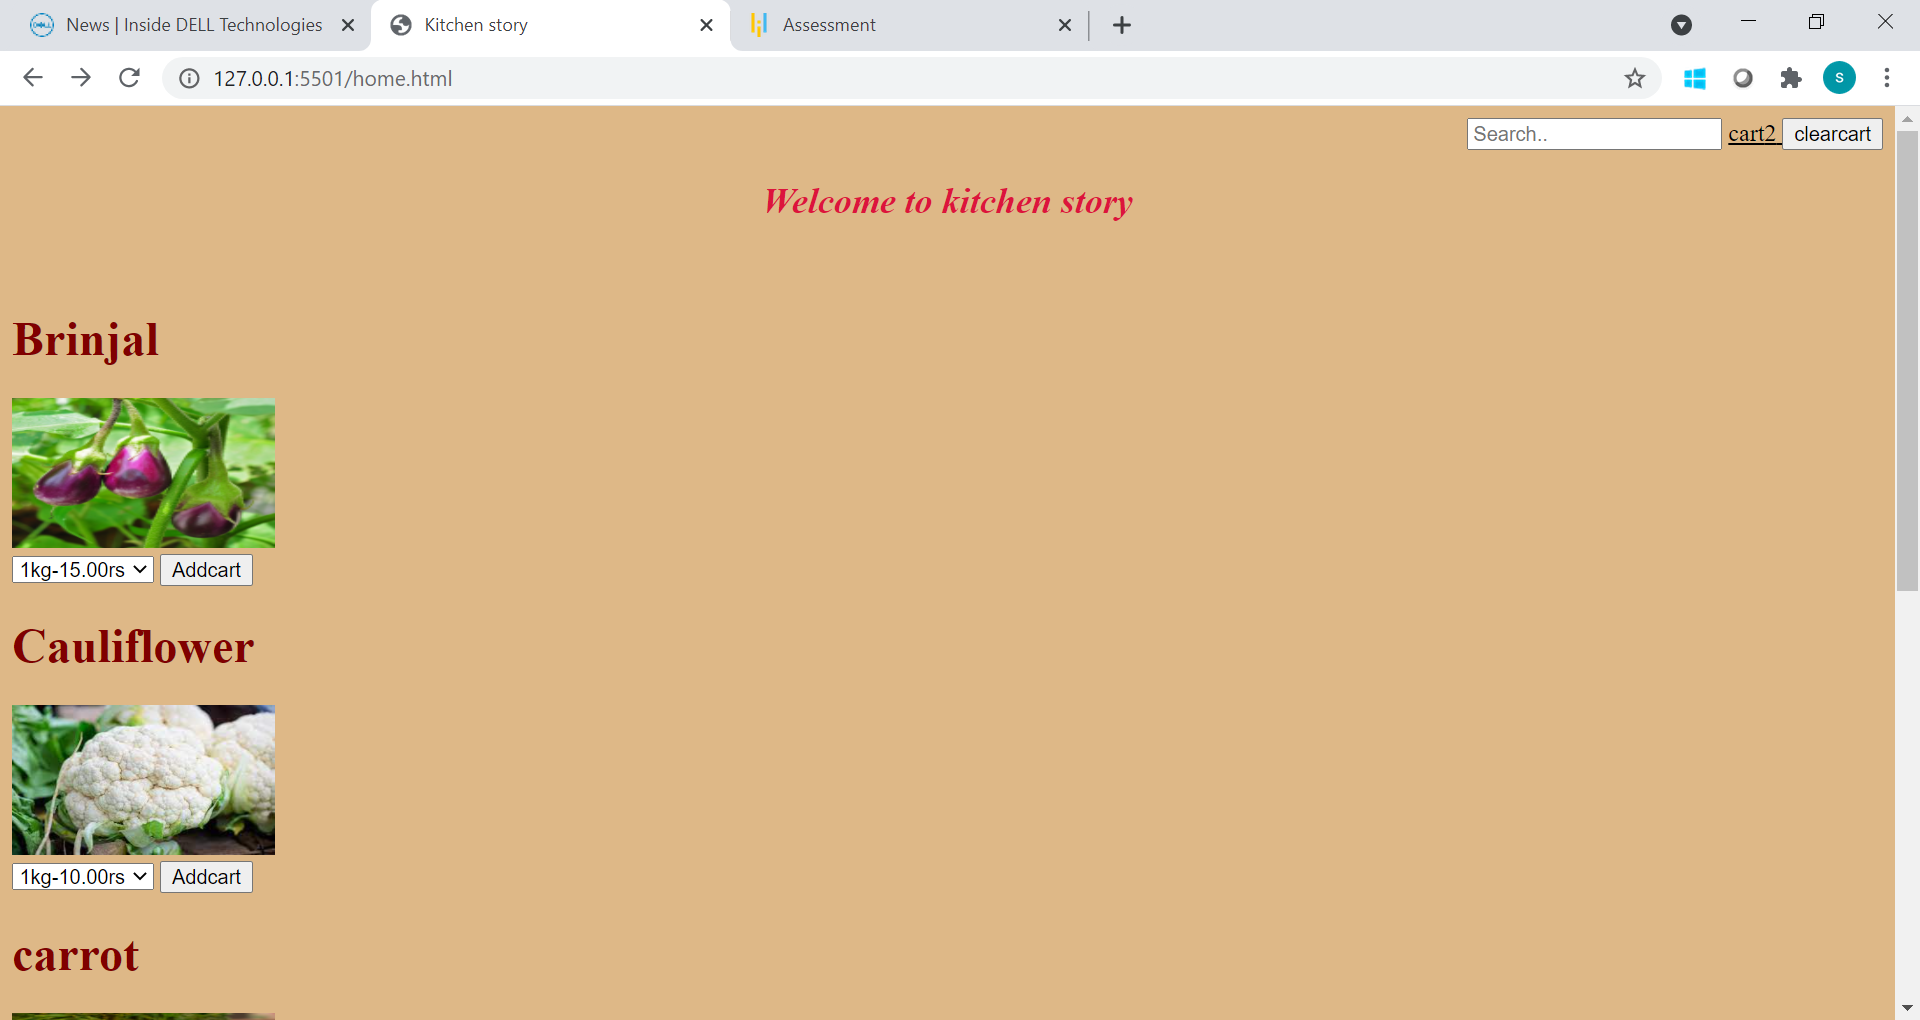 News | Inside DELL Technologies
Kitchen story
Assessment
127.0.0.1:5501/home.html
s
Search..
cart2
clearcart
Welcome to kitchen story
Brinjal
1kg-15.00rs
Addcart
Cauliflower
1kg-10.00rs
Addcart
carrot